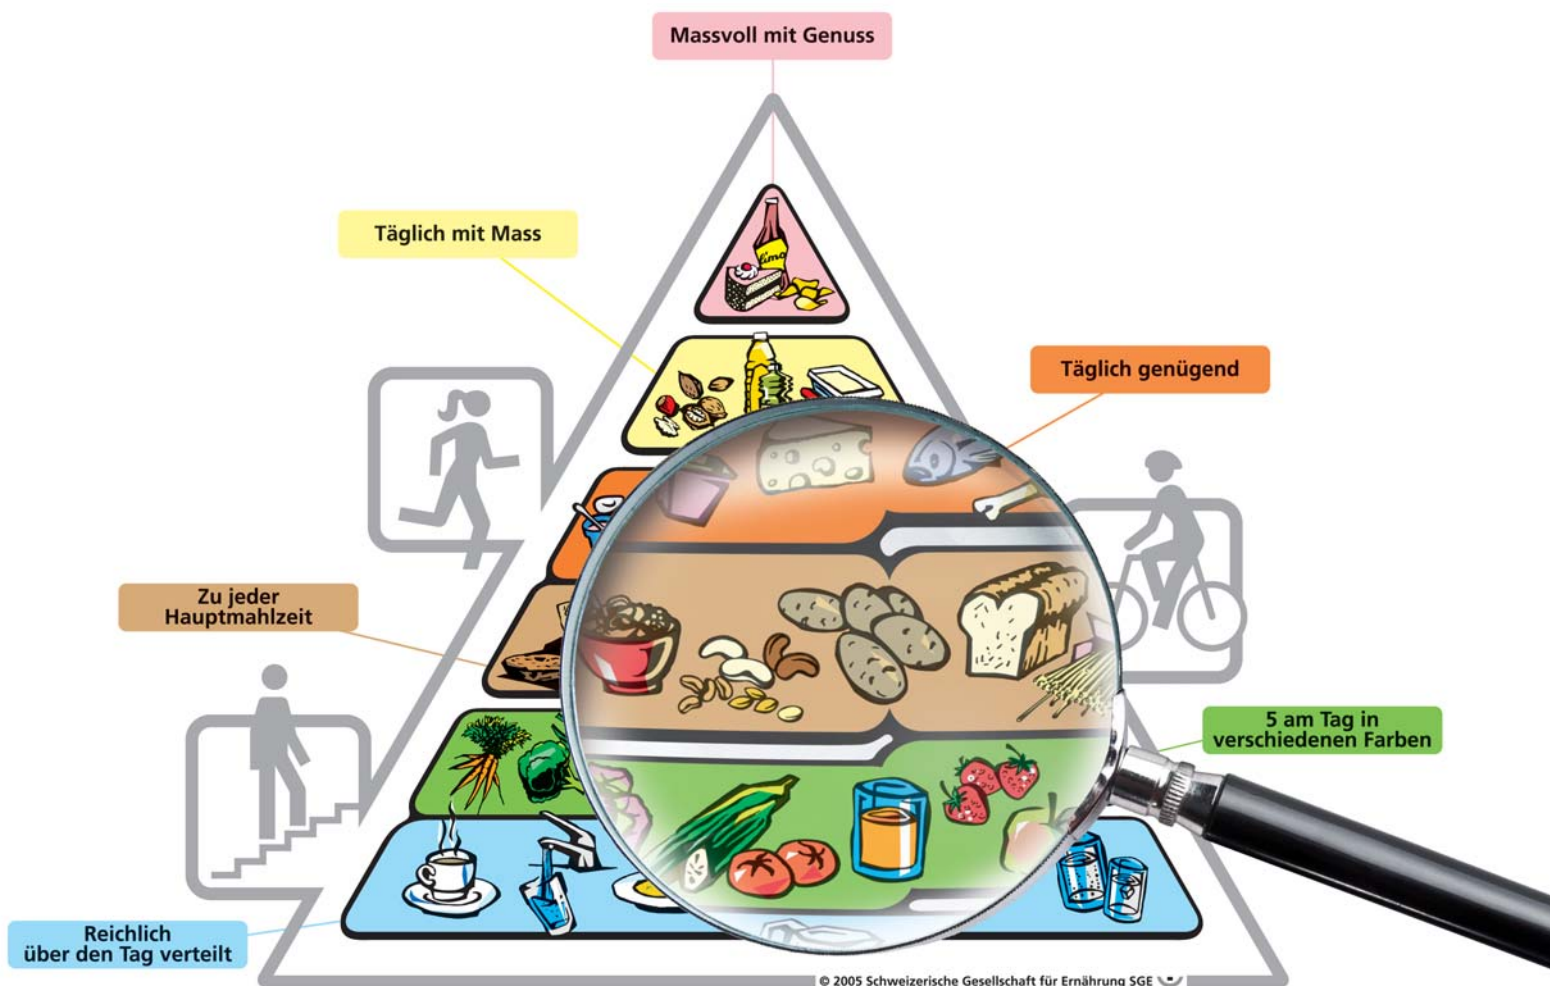 Massvoll mit Genuss
Täglich mit Mass
Limo
Täglich genügend
Zu jeder
Hauptmahlzeit
5 am Tag in
verschiedenen Farben
Reichlich
über den Tag verteilt
© 2005 Schweizerische Gesellschaft für Ernährung SGE